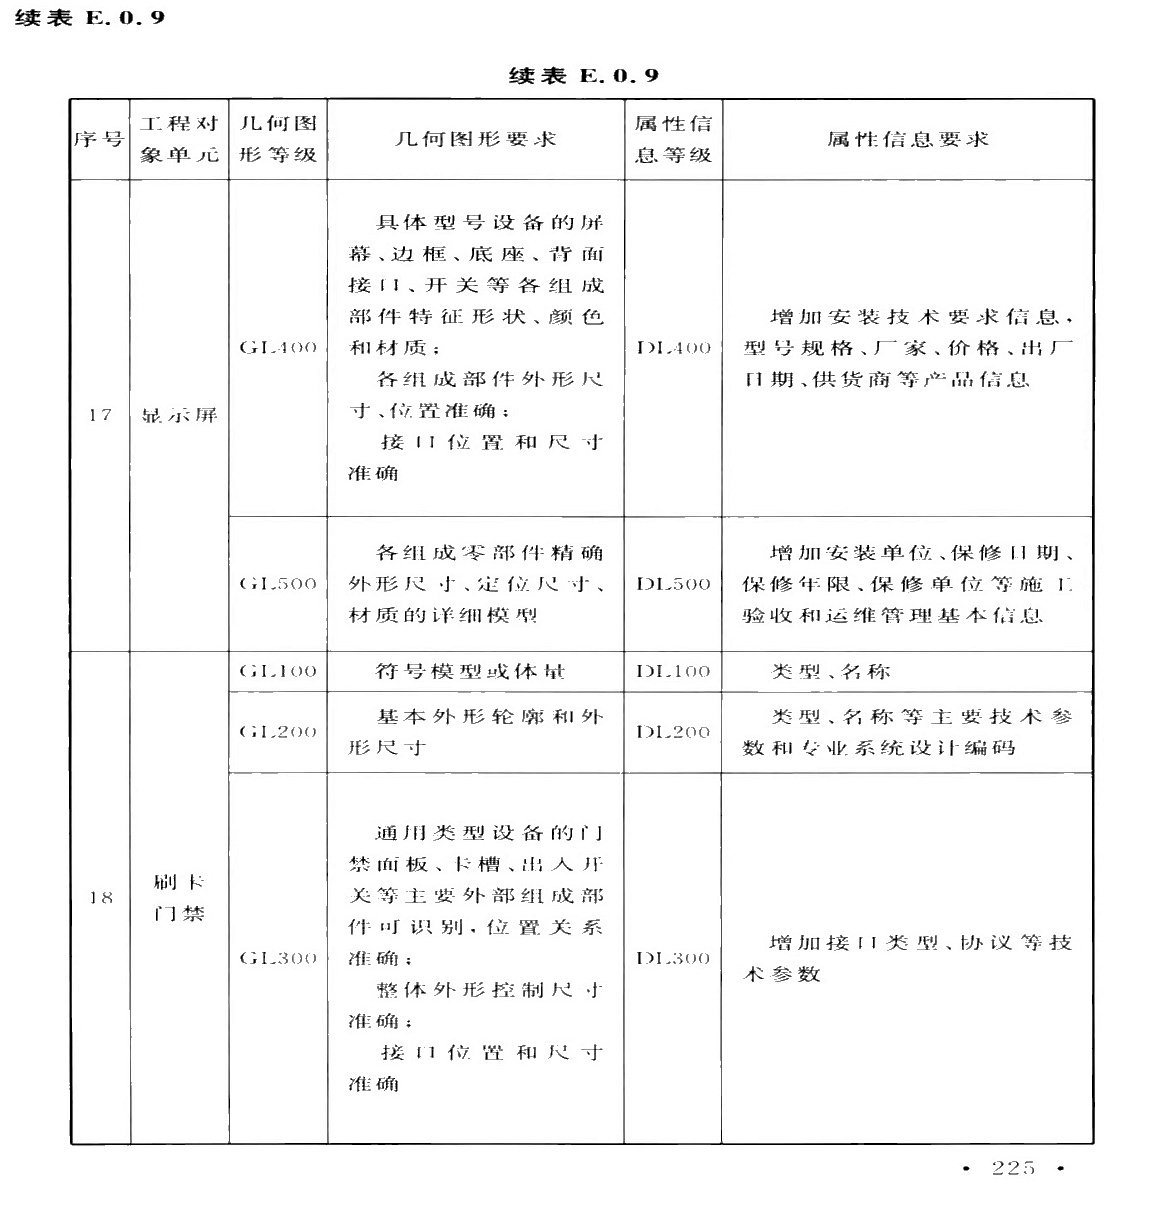 续表 E.0.9
续表 E.0.9
序号
工程对
象单元
几何图
形等级
几何图形要求
属性信
息等级
属性信息要求
17
显示屏
GL400
具体型号设备的屏
幕、边框、底座、背面
接口、开关等各组成
部件特征形状、颜色
和材质;
各组成部件外形尺
寸、位置准确;
接口位置和尺寸
准确
DL400
增加安装技术要求信息,
型号规格、厂家、价格、出厂
日期、供货商等产品信息
GL500
各组成零部件精确
外形尺寸、定位尺寸、
材质的详细模型
DL500
增加安装单位、保修日期、
保修年限、保修单位等施工
验收和运维管理基本信息
18
刷卡
门禁
GL100
符号模型或体量
DL100
类型、名称
GL200
基本外形轮廓和外
形尺寸
DL200
类型、名称等主要技术参
数和专业系统设计编码
GL300
通用类型设备的门
禁面板、卡槽、出入开
关等主要外部组成部
件可识别,位置关系
准确;
整体外形控制尺寸
准确;
接口位置和尺寸
准确
DL300
增加接口类型、协议等技
术参数
• 225 •